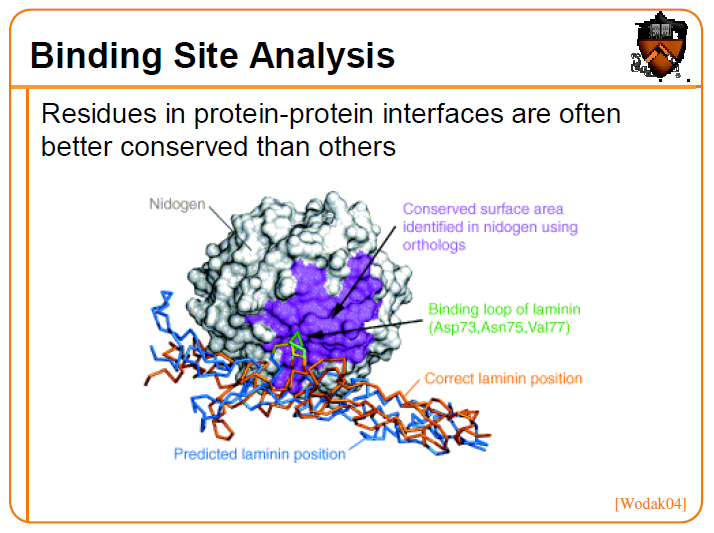 Binding Site Analysis
Residues in protein-protein interfaces are often
better conserved than others
Nidogen
Conserved surface area
identified in nidogen using
orthologs
Binding loop of laminin
(Asp73,Asn75,Val77)
Correct laminin position
Predicted laminin position
[Wodak04]